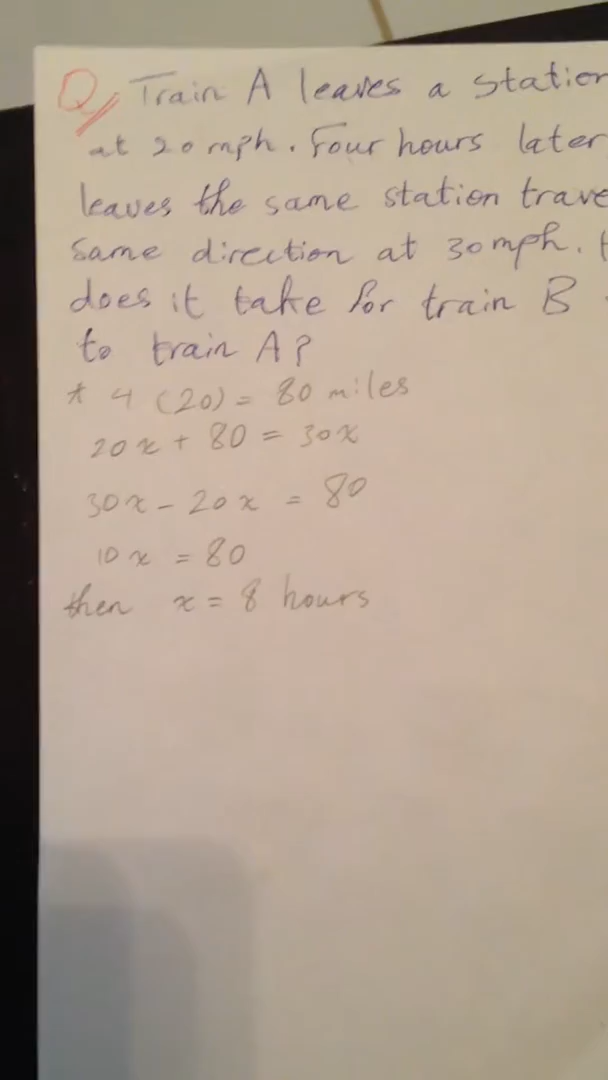 Q, Train A leaves a station
at 20 mph. Four hours later
leaves the same station trave
same direction at 30mph.
does it take for train B
to train A?
* 4 (20) = 80 miles
20x + 80 = 30x
30x - 20x = 80
10x = 80
then x = 8 hours